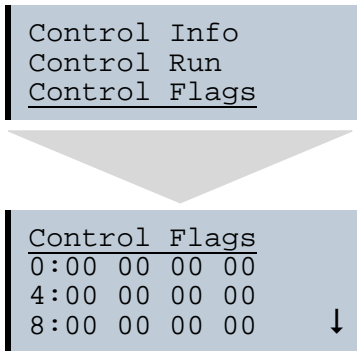 Control Info
Control Run
Control Flags
Control Flags
0:00 00 00 00
4:00 00 00 00
8:00 00 00 00 ↓